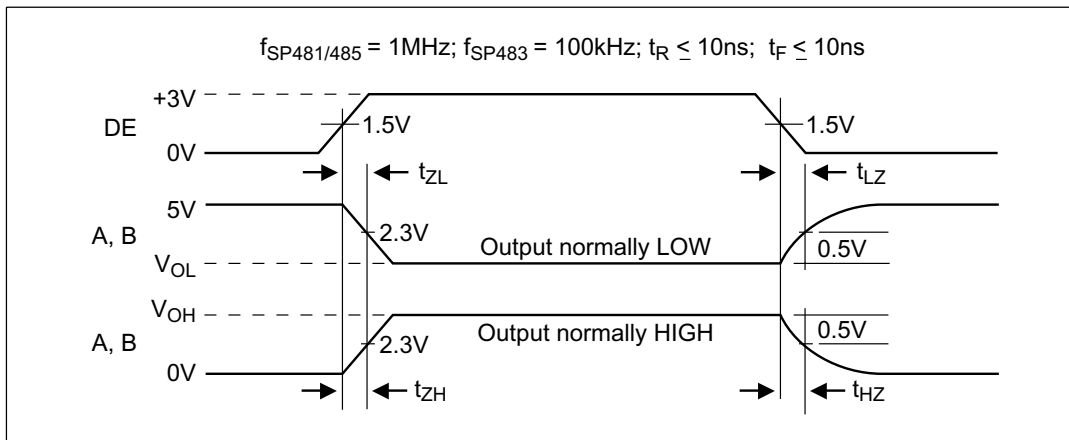 fSP481/485 = 1MHz; fSP483 = 100kHz; tR ≤ 10ns; tF ≤ 10ns
+3V
DE
1.5V
1.5V
0V
tZL
tLZ
5V
A, B
2.3V
Output normally LOW
0.5V
VOL
VOH
A, B
2.3V
Output normally HIGH
0.5V
0V
tZH
tHZ